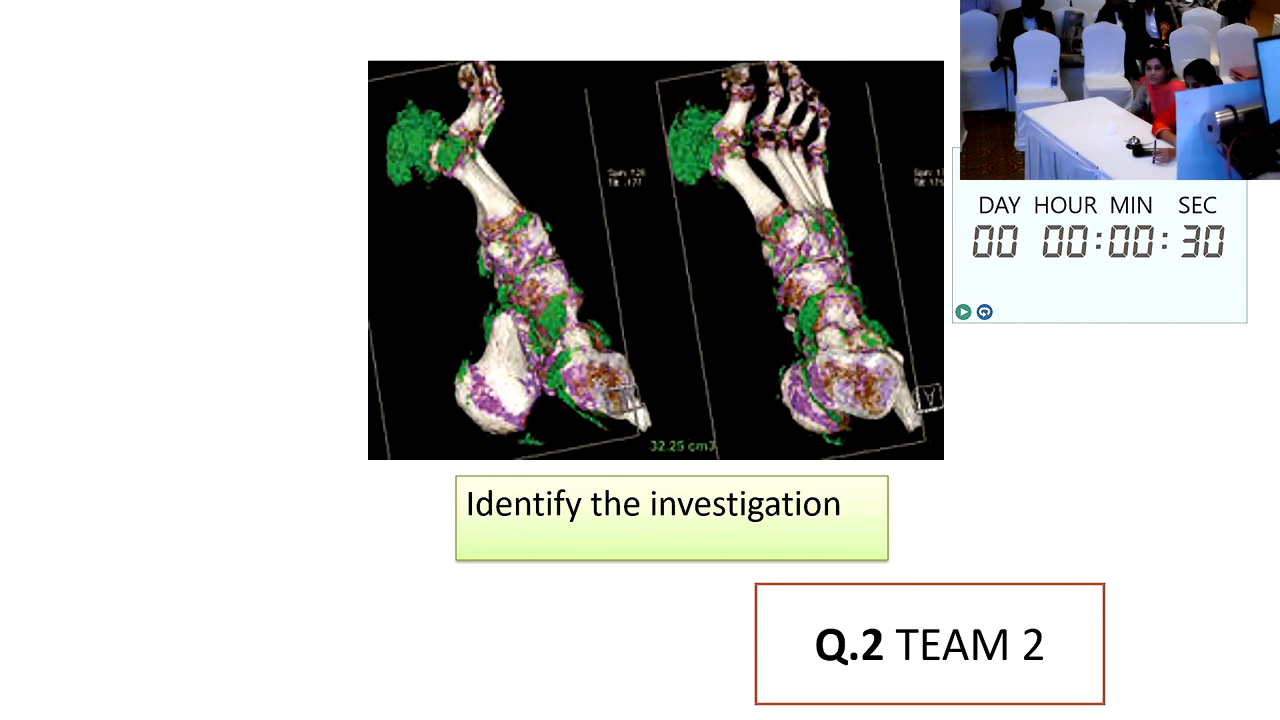 DAY HOUR MIN SEC
00 00:00:30
32.25 cm3
Identify the investigation
Q.2 TEAM 2